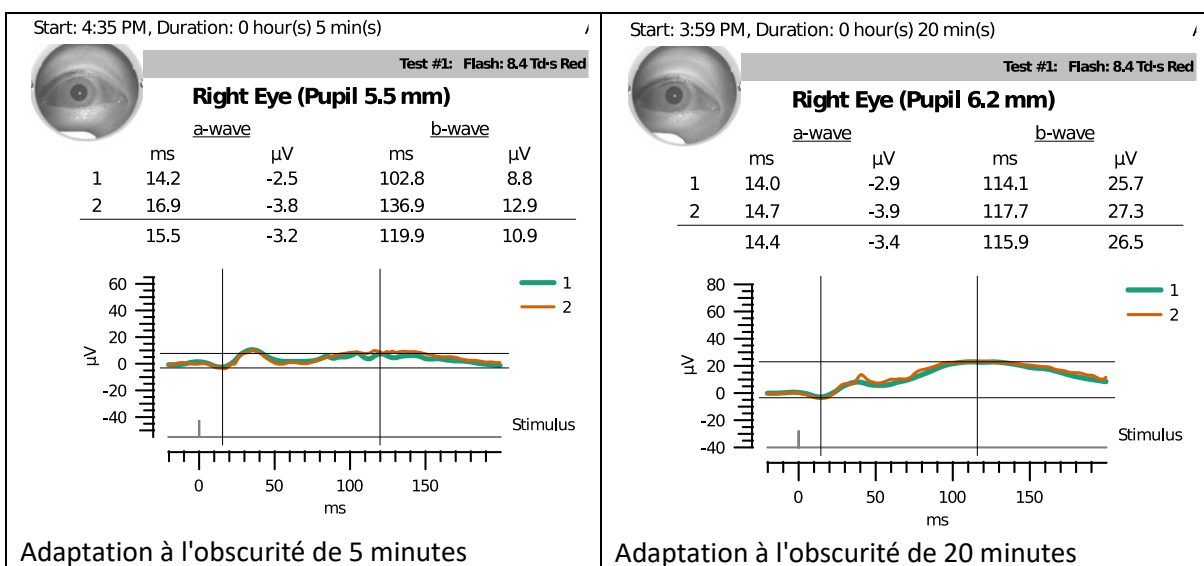 Start: 4:35 PM, Duration: 0 hour(s) 5 min(s)
Test #1: Flash: 8.4 Td·s Red
Right Eye (Pupil 5.5 mm)
a-wave b-wave
ms µV ms µV
1 14.2 -2.5 102.8 8.8
2 16.9 -3.8 136.9 12.9
15.5 -3.2 119.9 10.9
60
40
20
0
-20
-40
µV
1
2
Stimulus
0 50 100 150
ms
Adaptation à l'obscurité de 5 minutes
Start: 3:59 PM, Duration: 0 hour(s) 20 min(s)
Test #1: Flash: 8.4 Td·s Red
Right Eye (Pupil 6.2 mm)
a-wave b-wave
ms µV ms µV
1 14.0 -2.9 114.1 25.7
2 14.7 -3.9 117.7 27.3
14.4 -3.4 115.9 26.5
80
60
40
20
0
-20
-40
µV
1
2
Stimulus
0 50 100 150
ms
Adaptation à l'obscurité de 20 minutes